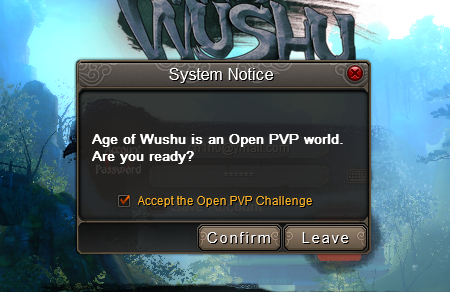 WUSHU
System Notice
Age of Wushu is an Open PVP world.
Are you ready?
Password
Accept the Open PVP Challenge
Confirm
Leave